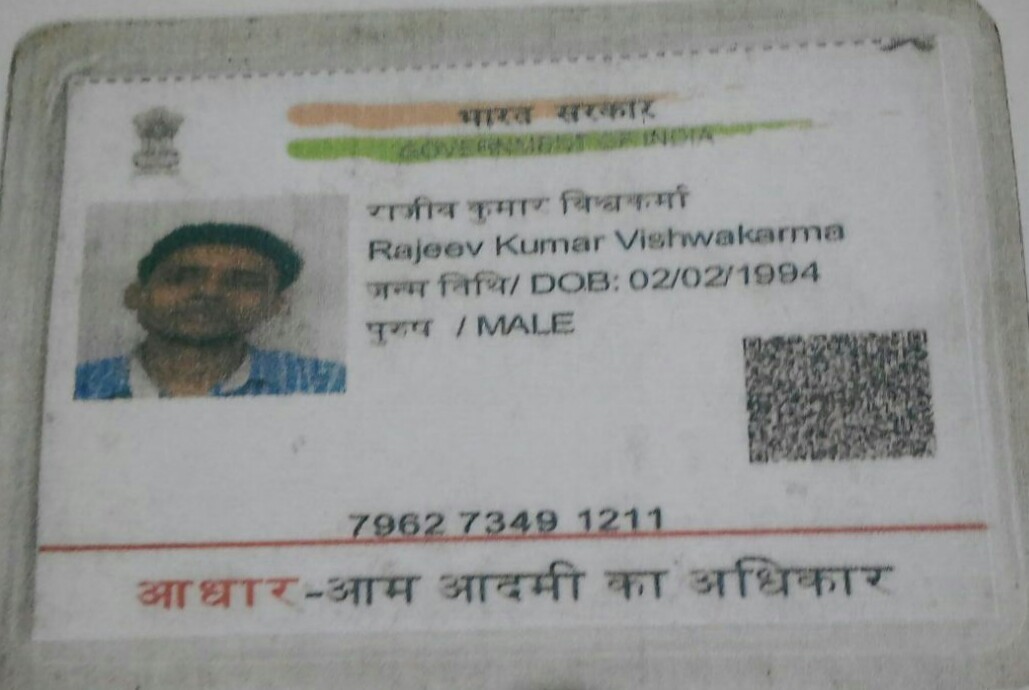 भारत सरकार
GOVERNMENT OF INDIA
राजीव कुमार विश्वकर्मा
Rajeev Kumar Vishwakarma
जन्म तिथि/ DOB: 02/02/1994
पुरुष / MALE
7962 7349 1211
आधार-आम आदमी का अधिकार